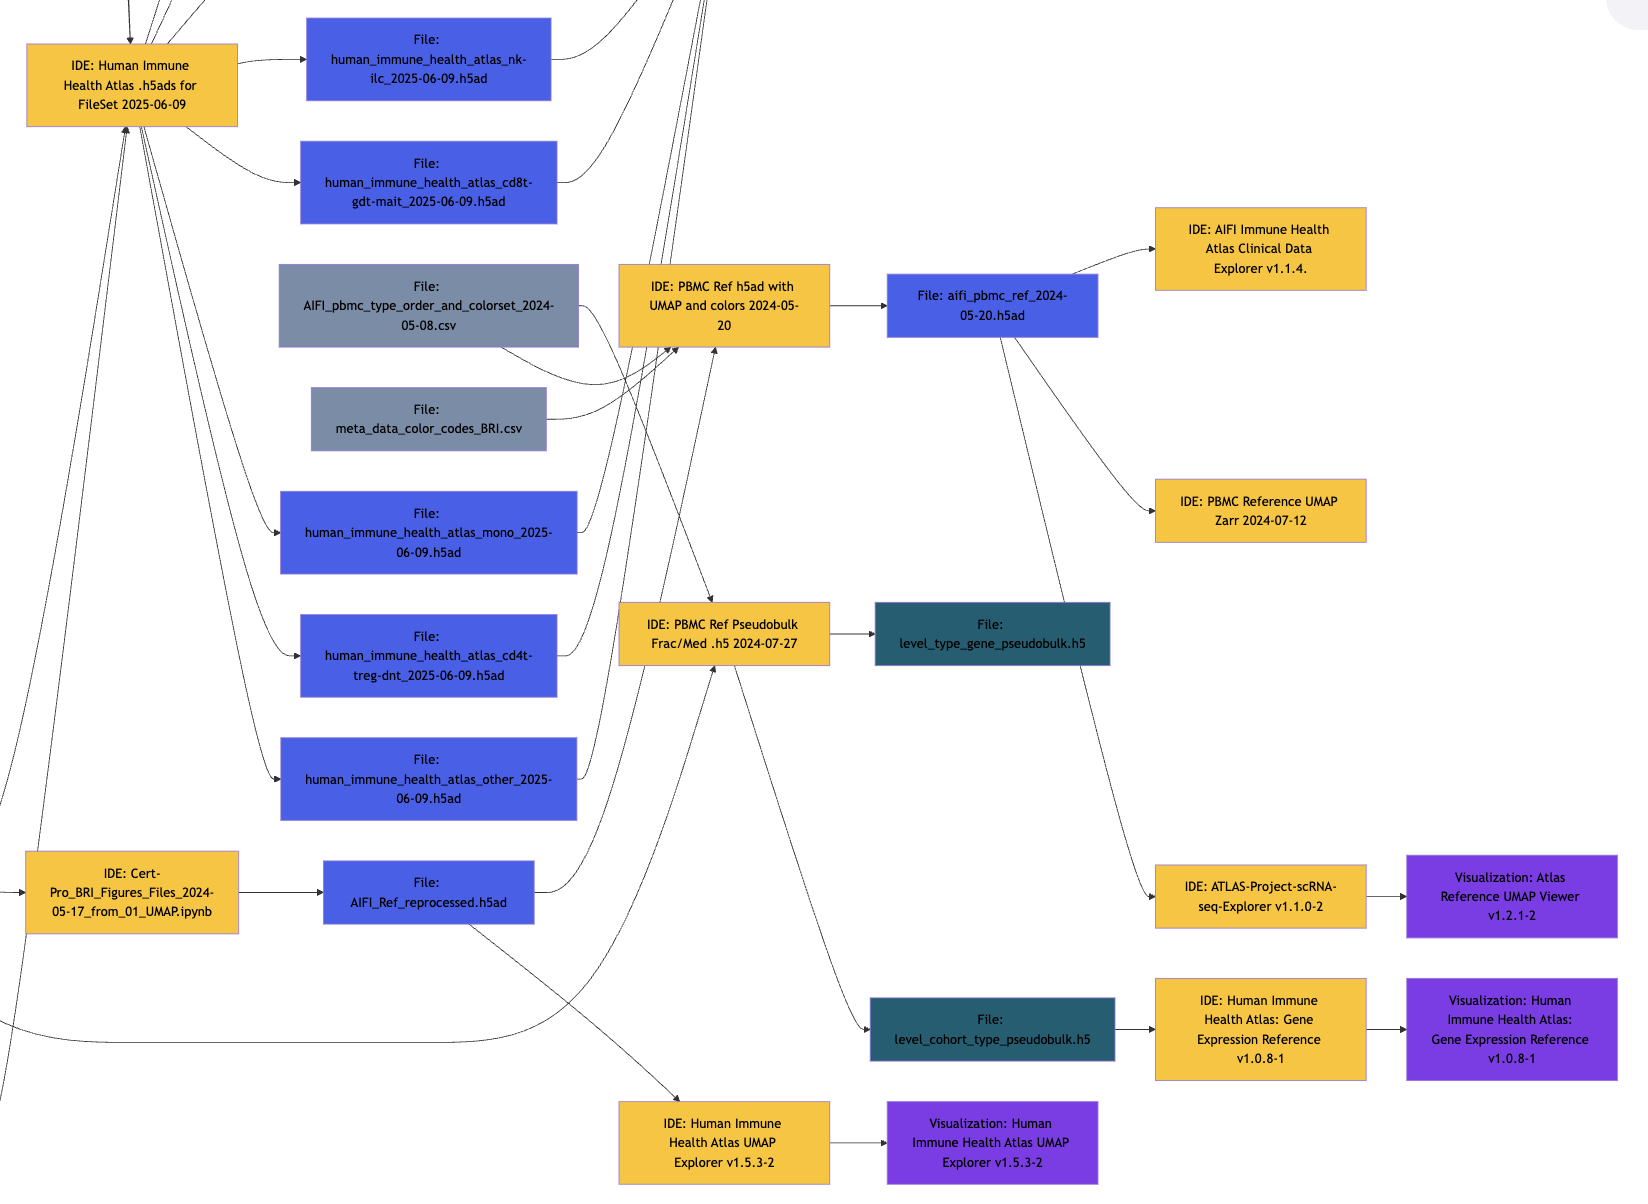 IDE: Human Immune
Health Atlas .h5ads for
FileSet 2025-06-09
File:
human_immune_health_atlas_nk-
ilc_2025-06-09.h5ad
File:
human_immune_health_atlas_cd8t-
gdt-mait_2025-06-09.h5ad
File:
AIFI_pbmc_type_order_and_colorset_2024-
05-08.csv
File:
meta_data_color_codes_BRI.csv
File:
human_immune_health_atlas_mono_2025-
06-09.h5ad
File:
human_immune_health_atlas_cd4t-
treg-dnt_2025-06-09.h5ad
File:
human_immune_health_atlas_other_2025-
06-09.h5ad
IDE: Cert-
Pro_BRI_Figures_Files_2024-
05-17_from_01_UMAP.ipynb
File:
AIFI_Ref_reprocessed.h5ad
IDE: PBMC Ref h5ad with
UMAP and colors 2024-05-
20
File: aifi_pbmc_ref_2024-
05-20.h5ad
IDE: AIFI Immune Health
Atlas Clinical Data
Explorer v1.1.4.
IDE: PBMC Reference UMAP
Zarr 2024-07-12
IDE: PBMC Ref Pseudobulk
Frac/Med .h5 2024-07-27
File:
level_type_gene_pseudobulk.h5
IDE: ATLAS-Project-scRNA-
seq-Explorer v1.1.0-2
Visualization: Atlas
Reference UMAP Viewer
v1.2.1-2
File:
level_cohort_type_pseudobulk.h5
IDE: Human Immune
Health Atlas: Gene
Expression Reference
v1.0.8-1
Visualization: Human
Immune Health Atlas:
Gene Expression Reference
v1.0.8-1
IDE: Human Immune
Health Atlas UMAP
Explorer v1.5.3-2
Visualization: Human
Immune Health Atlas UMAP
Explorer v1.5.3-2